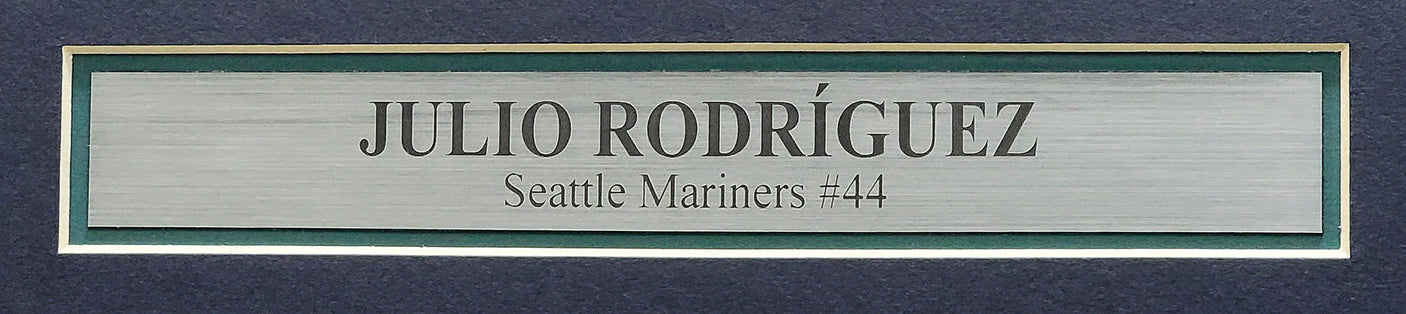 JULIO RODRÍGUEZ
Seattle Mariners #44